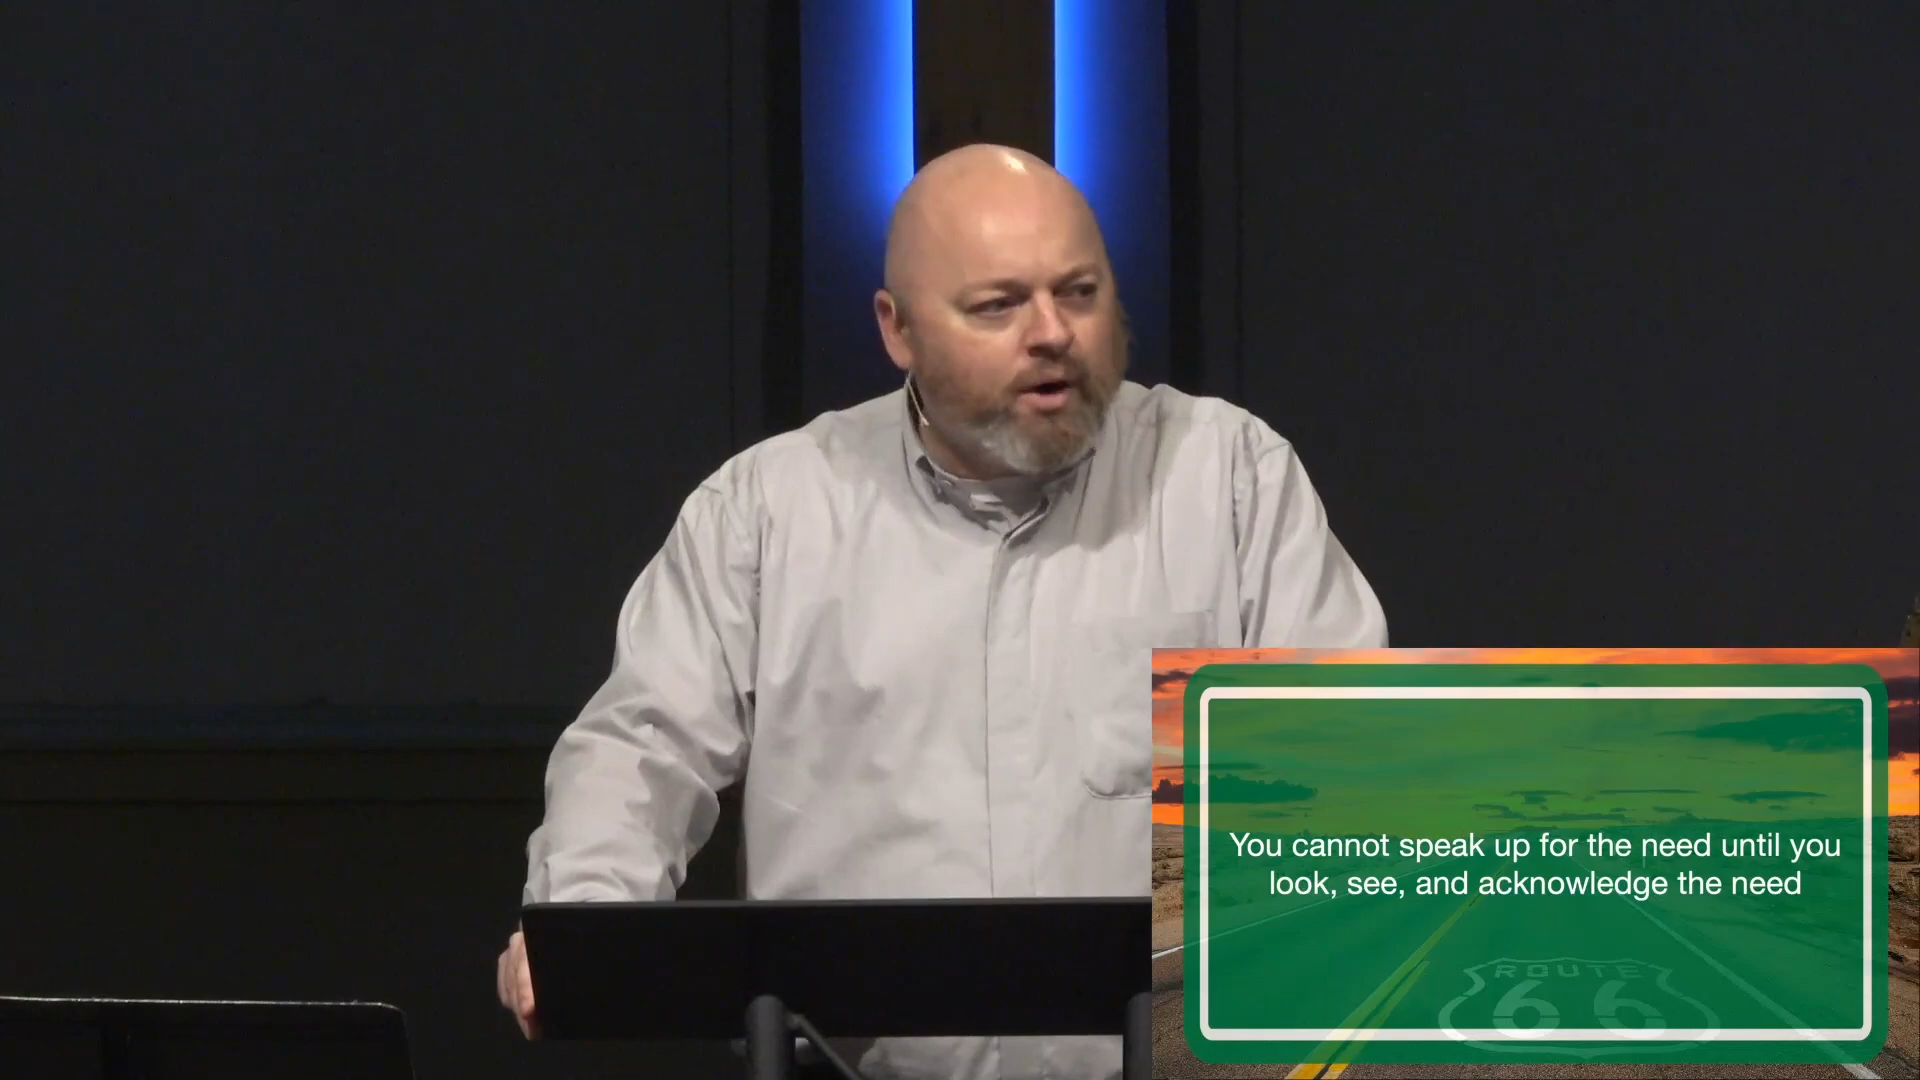 You cannot speak up for the need until you
look, see, and acknowledge the need
ROUTE
66